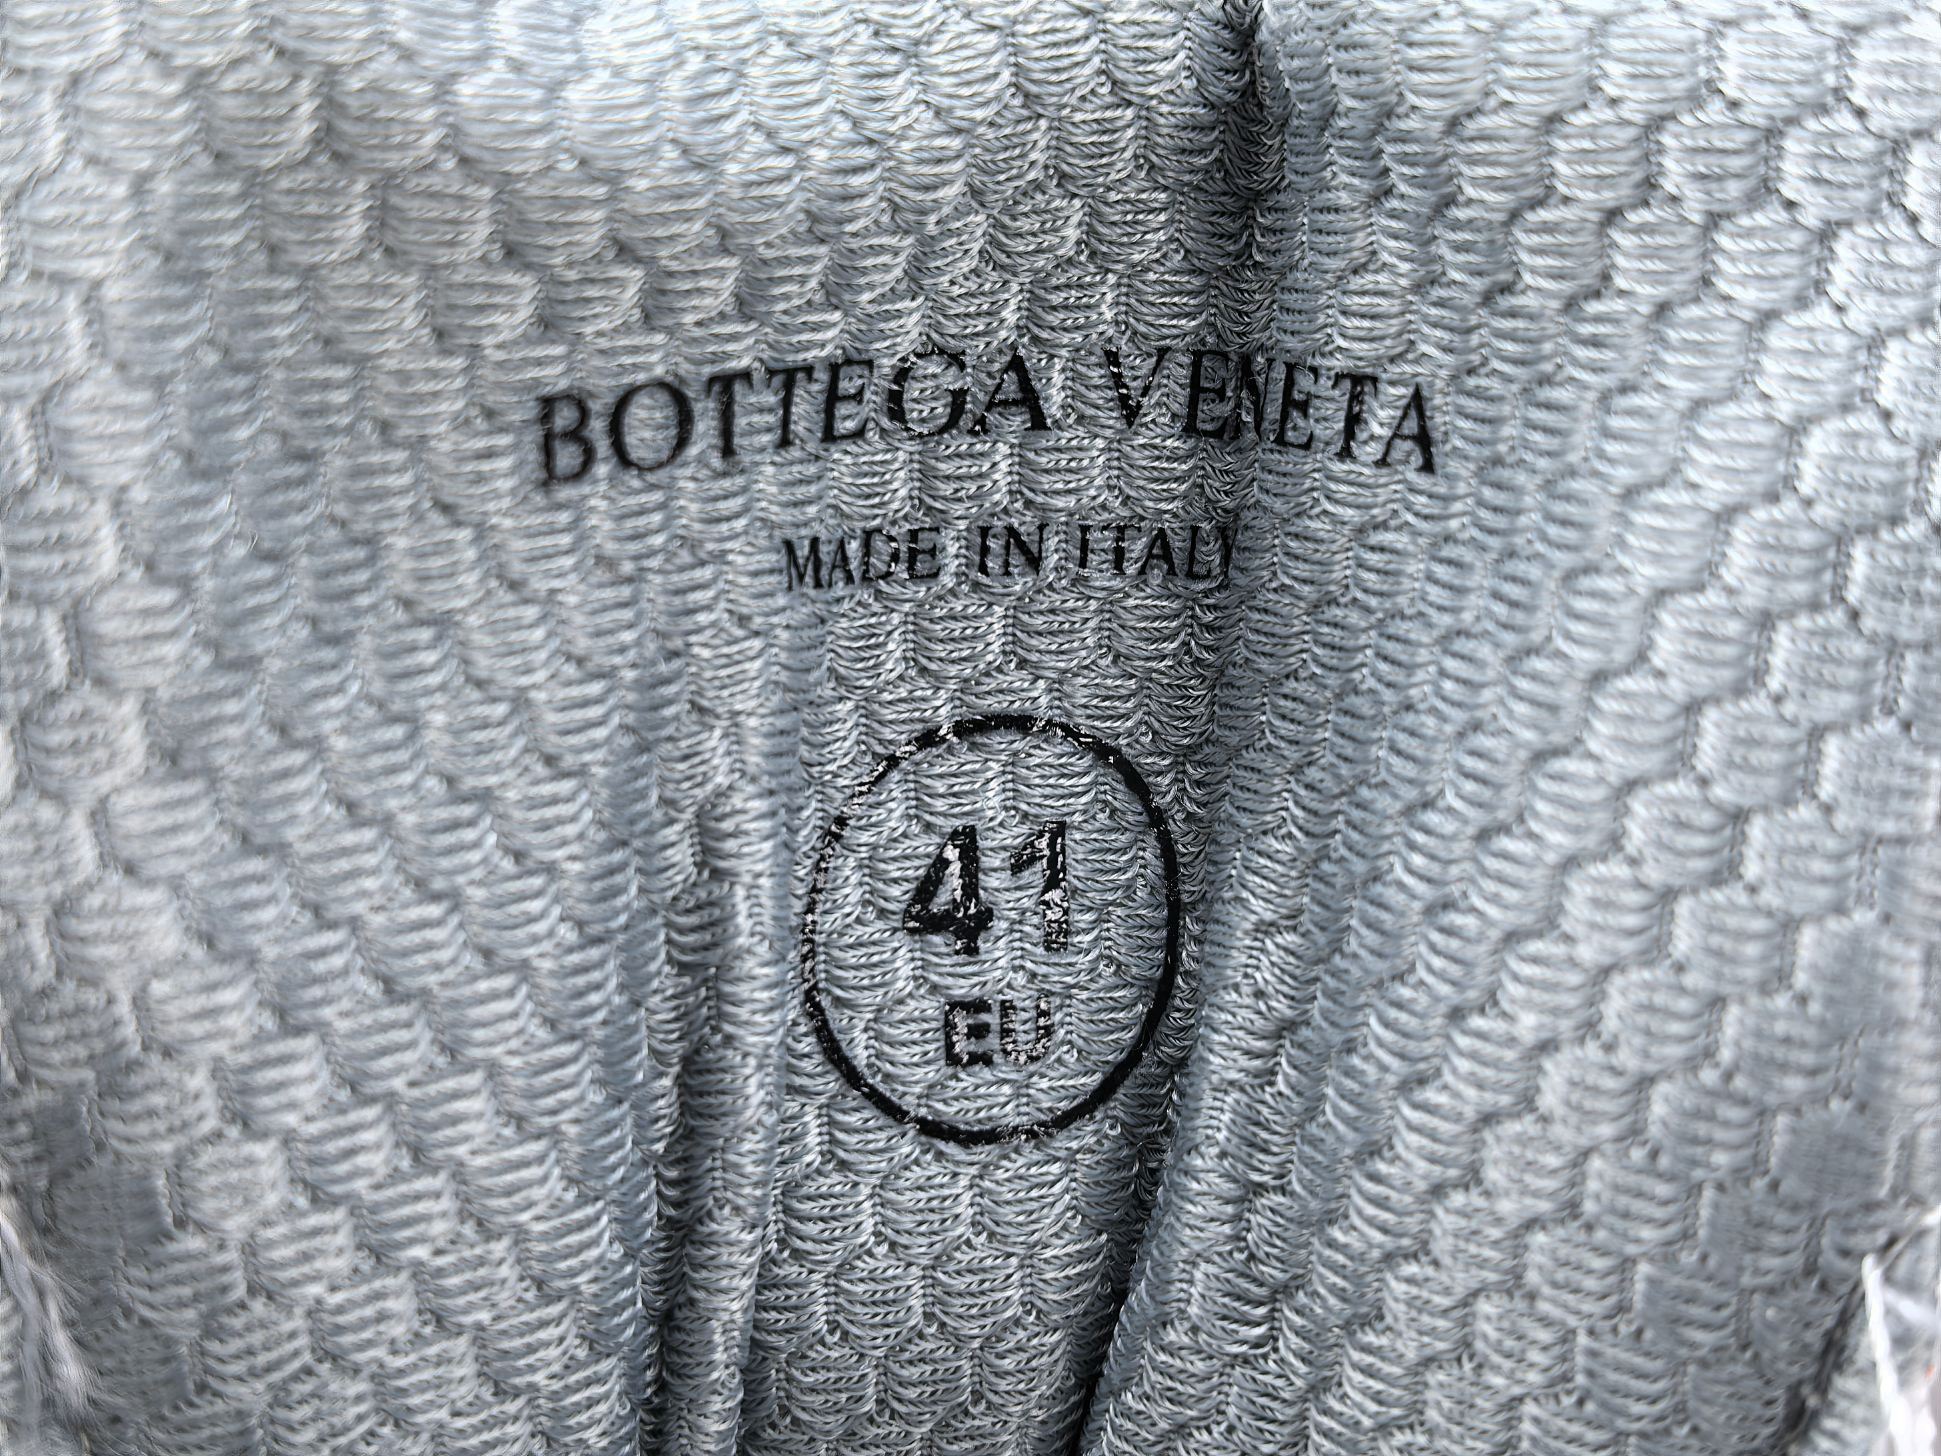 BOTTEGA VENETA
MADE IN ITALY
41
EU